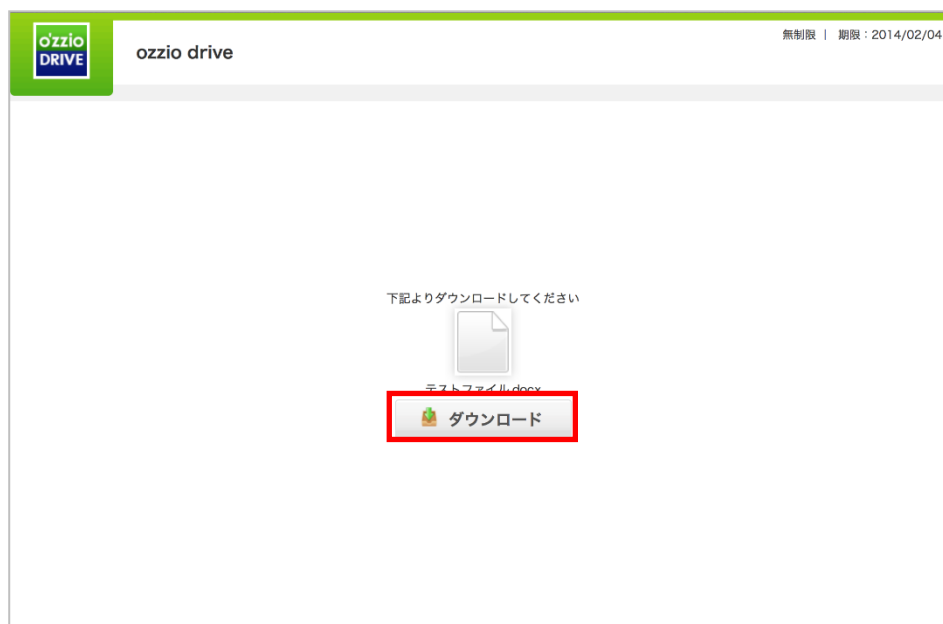 o'zzio
DRIVE
ozzio drive
無制限 | 期限：2014/02/04
下記よりダウンロードしてください
テストファイル.docx
ダウンロード